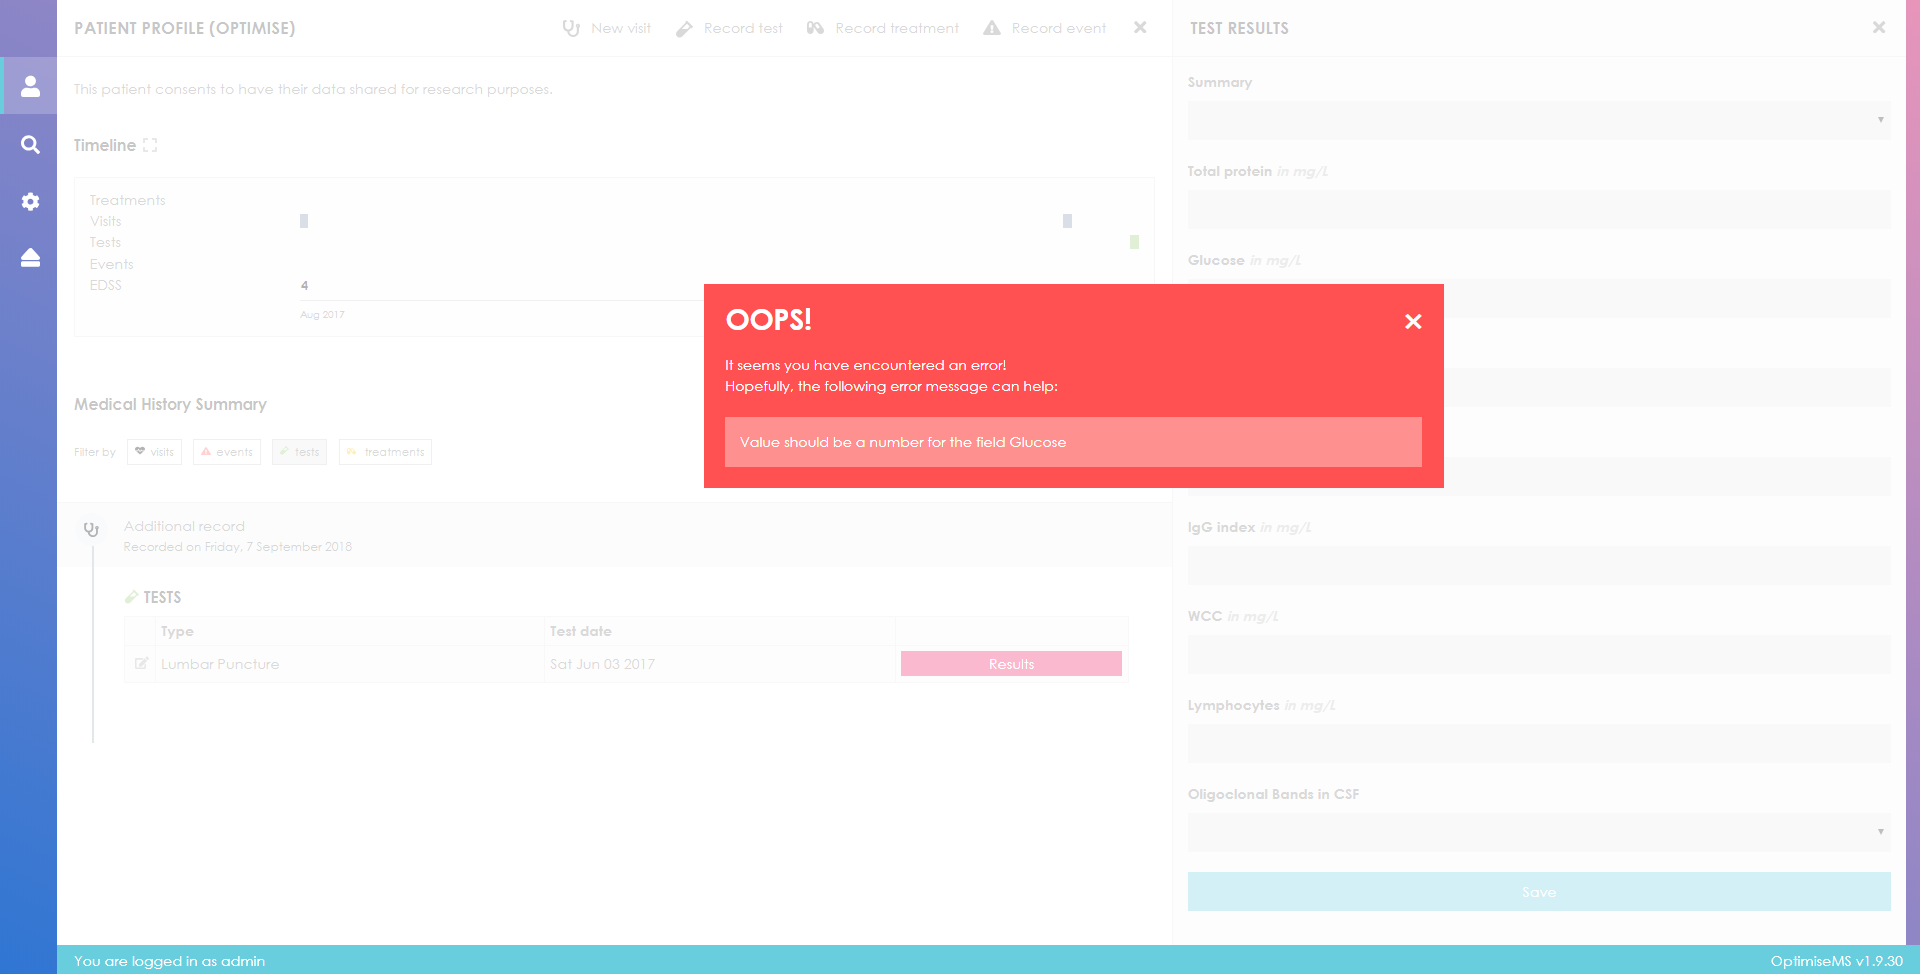 PATIENT PROFILE (OPTIMISE)
New visit
Record test
Record treatment
Record event
This patient consents to have their data shared for research purposes.
Timeline
Treatments
Visits
Tests
Events
EDSS
4
Aug 2017
Medical History Summary
Filter by
visits
events
tests
treatments
Additional record
Recorded on Friday, 7 September 2018
TESTS
Type
Test date
Lumbar Puncture
Sat Jun 03 2017
Results
OOPS!
It seems you have encountered an error!
Hopefully, the following error message can help:
Value should be a number for the field Glucose
TEST RESULTS
Summary
Total protein in mg/L
Glucose in mg/L
IgG index in mg/L
WCC in mg/L
Lymphocytes in mg/L
Oligoclonal Bands in CSF
Save
You are logged in as admin
OptimiseMS v1.9.30